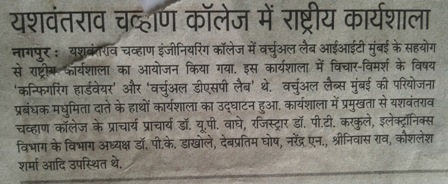 यशवंतराव चव्हाण कॉलेज में राष्ट्रीय कार्यशाला
नागपुर : यशवंतराव चव्हाण इंजीनियरिंग कॉलेज में वर्चुअल लैब आईआईटी मुंबई के सहयोग
से राष्ट्रीय कार्यशाला का आयोजन किया गया. इस कार्यशाला में विचार-विमर्श के विषय
'कन्फिगरिंग हार्डवेयर' और 'वर्चुअल डीएसपी लैब' थे. वर्चुअल लैब्स मुंबई की परियोजना
प्रबंधक मधुमिता दाते के हाथों कार्यशाला का उद्घाटन हुआ. कार्यशाला में प्रमुखता से यशवंतराव
चव्हाण कॉलेज के प्राचार्य प्राचार्य डॉ. यू.पी. वाघे, रजिस्ट्रार डॉ. पी.टी. करकुले, इलेक्ट्रॉनिक्स
विभाग के विभाग अध्यक्ष डॉ. पी.के. डाखोले, देबप्रतिम घोष, नरेंद्र एन., श्रीनिवास राव, कौशलेश
शर्मा आदि उपस्थित थे.